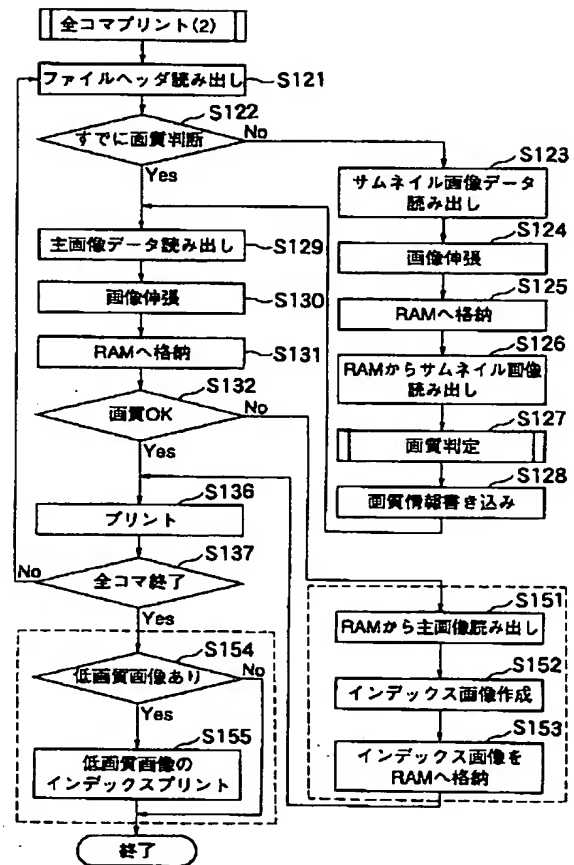 全コマプリント(2)
ファイルヘッダ読み出し
S121
S122
すでに画質判断
No
Yes
S123
サムネイル画像データ
読み出し
S124
画像伸張
S125
RAMへ格納
S126
RAMからサムネイル画像
読み出し
S127
画質判定
S128
画質情報書き込み
主画像データ読み出し
S129
画像伸張
S130
RAMへ格納
S131
S132
画質OK
No
Yes
S136
プリント
S137
全コマ終了
No
Yes
S151
RAMから主画像読み出し
S152
インデックス画像作成
S153
インデックス画像を
RAMへ格納
S154
低画質画像あり
No
Yes
S155
低画質画像の
インデックスプリント
終了